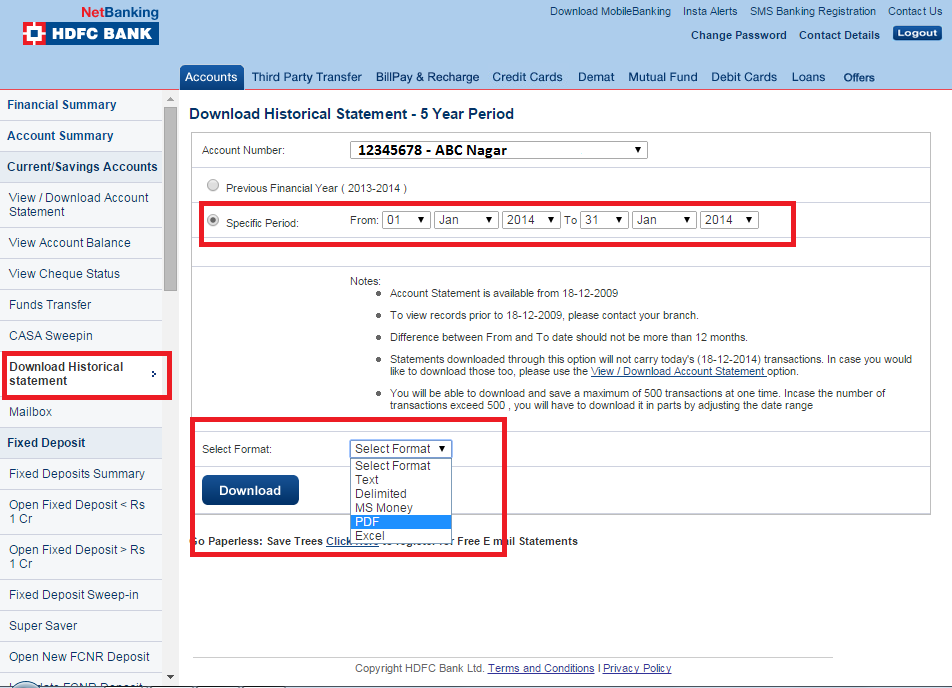 NetBanking
HDFC BANK
Download MobileBanking Insta Alerts SMS Banking Registration Contact Us
Change Password Contact Details Logout
Accounts Third Party Transfer BillPay & Recharge Credit Cards Demat Mutual Fund Debit Cards Loans Offers
Financial Summary
Account Summary
Current/Savings Accounts
View / Download Account
Statement
View Account Balance
View Cheque Status
Funds Transfer
CASA Sweepin
Download Historical
statement
Mailbox
Fixed Deposit
Fixed Deposits Summary
Open Fixed Deposit < Rs
1 Cr
Open Fixed Deposit > Rs
1 Cr
Fixed Deposit Sweep-in
Super Saver
Open New FCNR Deposit
Download Historical Statement - 5 Year Period
Account Number: 12345678 - ABC Nagar
Previous Financial Year ( 2013-2014 )
Specific Period: From: 01 Jan 2014 To 31 Jan 2014
Notes:
Account Statement is available from 18-12-2009
To view records prior to 18-12-2009, please contact your branch.
Difference between From and To date should not be more than 12 months.
Statements downloaded through this option will not carry today's (18-12-2014) transactions. In case you would
like to download those too, please use the View / Download Account Statement option.
You will be able to download and save a maximum of 500 transactions at one time. Incase the number of
transactions exceed 500 , you will have to download it in parts by adjusting the date range
Select Format: Select Format
Select Format
Text
Delimited
MS Money
PDF
Excel
Download
Go Paperless: Save Trees Click Here to register for Free E mail Statements
Copyright HDFC Bank Ltd. Terms and Conditions I Privacy Policy